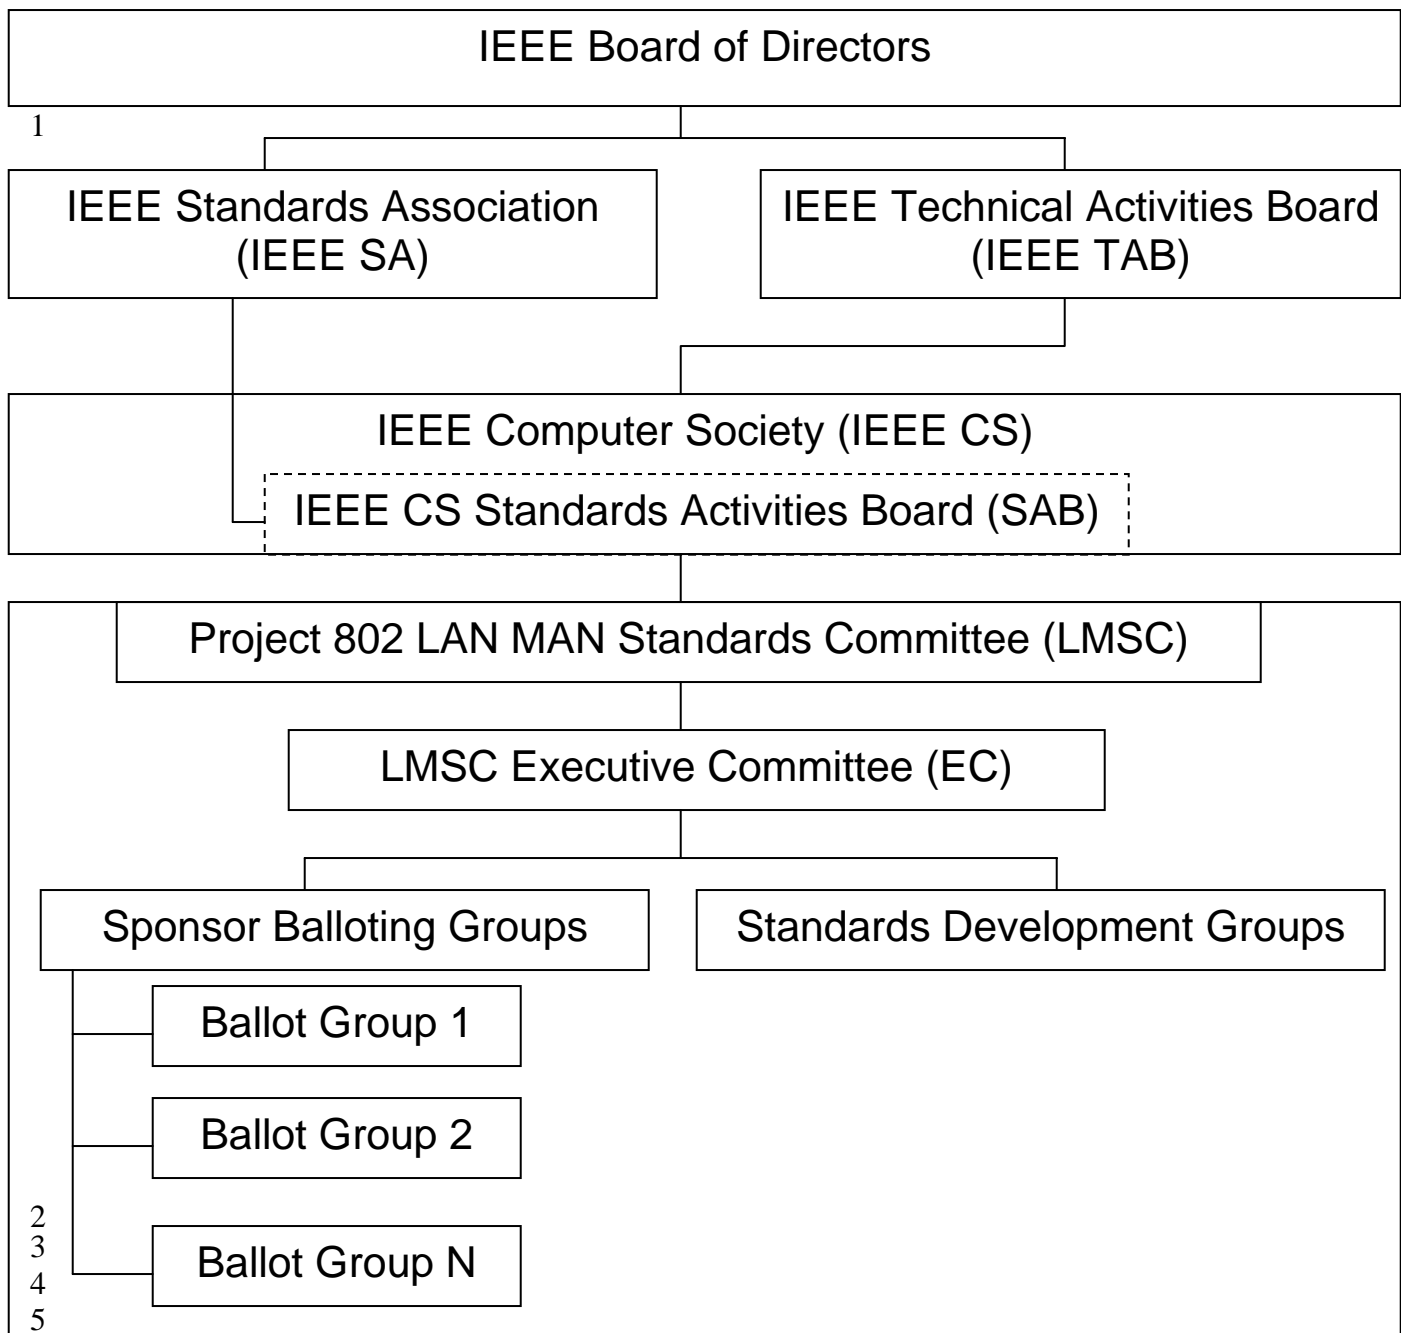 IEEE Board of Directors
1
IEEE Standards Association
(IEEE SA)
IEEE Technical Activities Board
(IEEE TAB)
IEEE Computer Society (IEEE CS)
IEEE CS Standards Activities Board (SAB)
Project 802 LAN MAN Standards Committee (LMSC)
LMSC Executive Committee (EC)
Sponsor Balloting Groups
Standards Development Groups
Ballot Group 1
Ballot Group 2
2
3
Ballot Group N
4
5